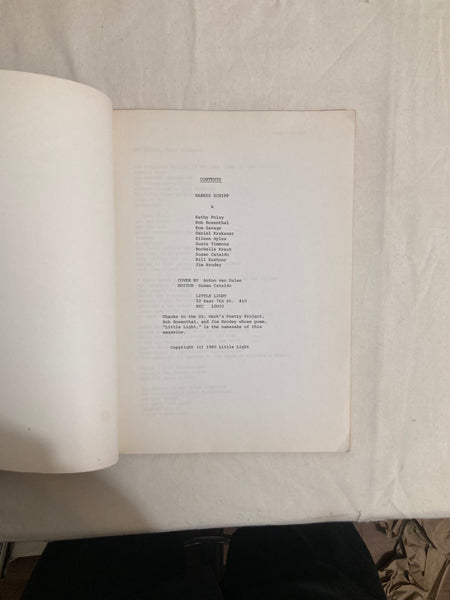 CONTENTS
HARRIS SCHIFF
&
Kathy Foley
Bob Rosenthal
Tom Savage
Daniel Krakauer
Eileen Myles
Susie Timmons
Rochelle Kraut
Susan Cataldo
Bill Kushner
Jim Brodey
COVER BY Anton van Dalen
EDITOR Susan Cataldo
LITTLE LIGHT
52 East 7th St. #10
NYC 10003
Thanks to the St. Mark's Poetry Project,
Bob Rosenthal, and Jim Brodey whose poem,
"Little Light," is the namesake of this
magazine.
Copyright (c) 1980 Little Light